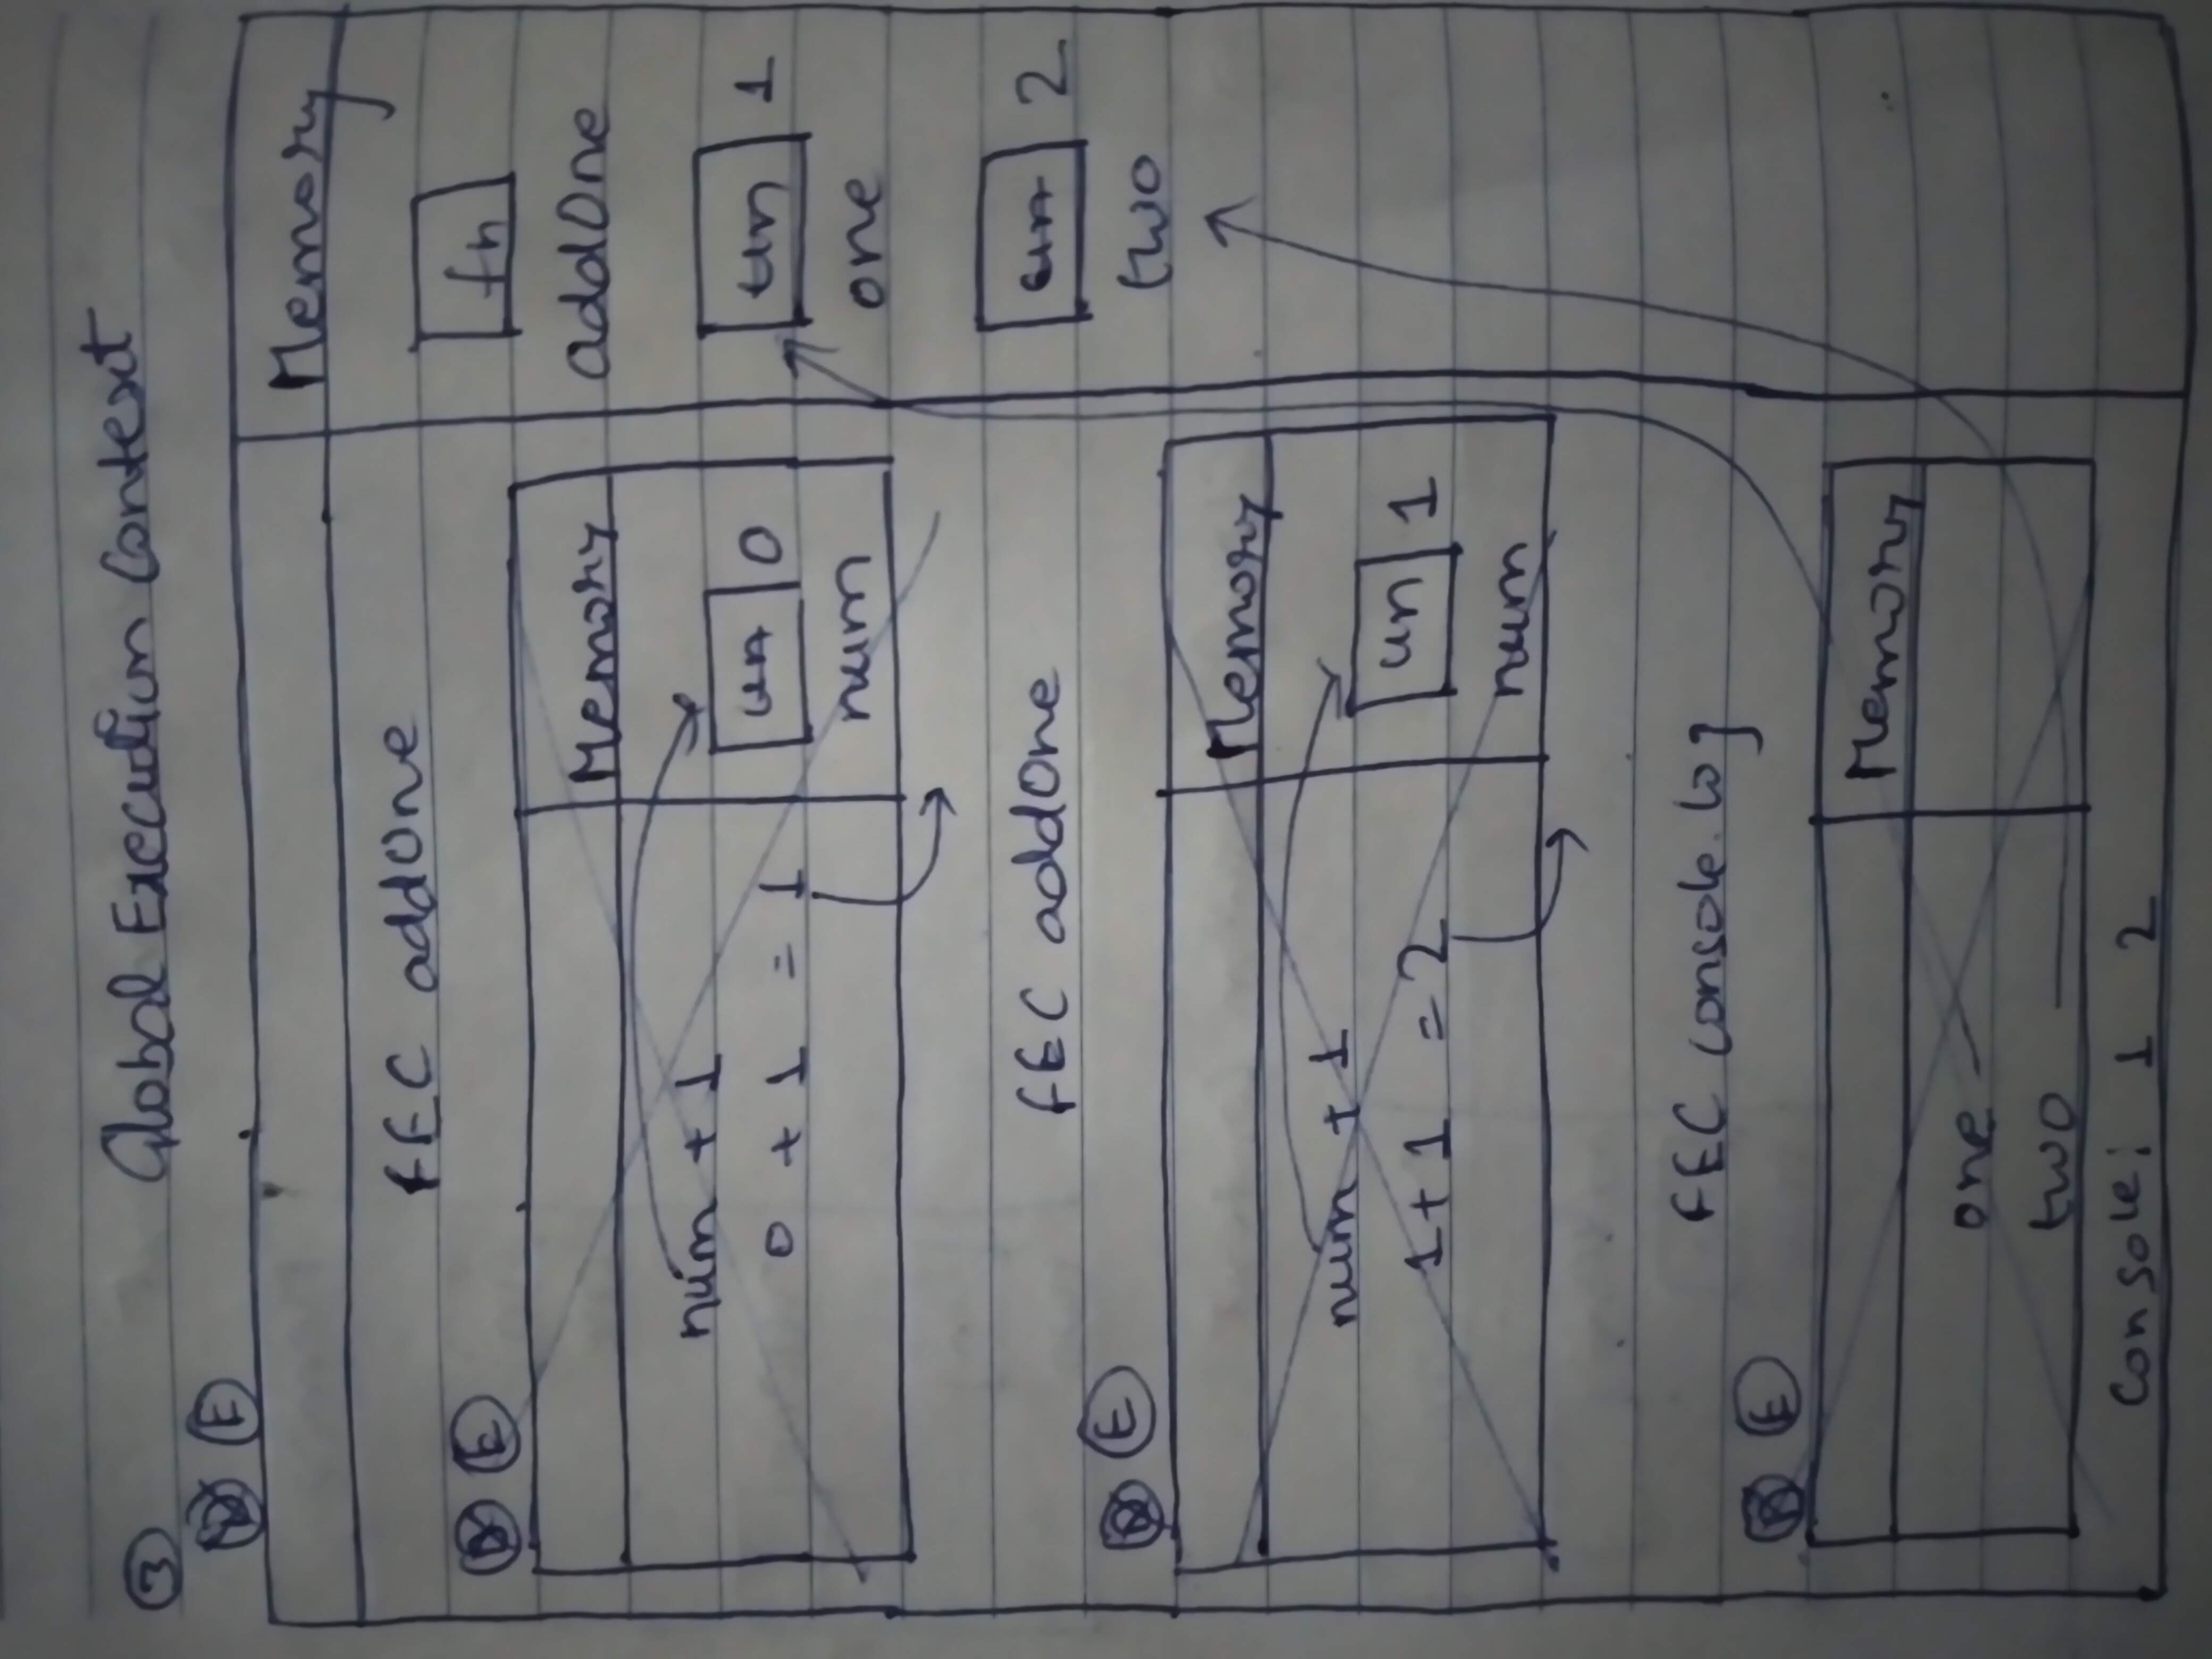 3 Global Execution Context
E
Memory
FEC addOne
fn
E
addOne
Memory
num + 1
un 0
un 1
0 + 1 = 1
num
one
FEC addOne
un 2
E
two
Memory
num + 1
un 1
1 + 1 = 2
num
FEC console.log
E
Memory
one
two
Console: 1 2